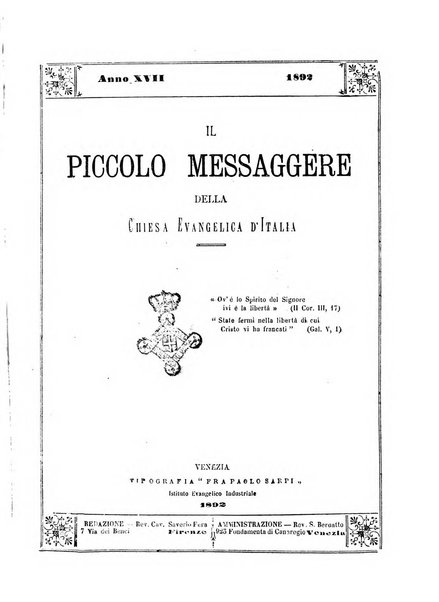 Anno XVII 1892
IL
PICCOLO MESSAGGERE
DELLA
CHIESA EVANGELICA D'ITALIA
« Ov' è lo Spirito del Signore
ivi è la libertà » (II Cor. III, 17)
" State fermi nella libertà di cui
Cristo vi ha francati " (Gal. V, 1)
VENEZIA
TIPOGRAFIA "FRA PAOLO SARPI„
Istituto Evangelico Industriale
1892
REDAZIONE — Rev. Cav. Saverio Fera
7 Via dei Benci Firenze
AMMINISTRAZIONE — Rev. S. Beruatto
925 Fondamenta di Canaregio Venezia